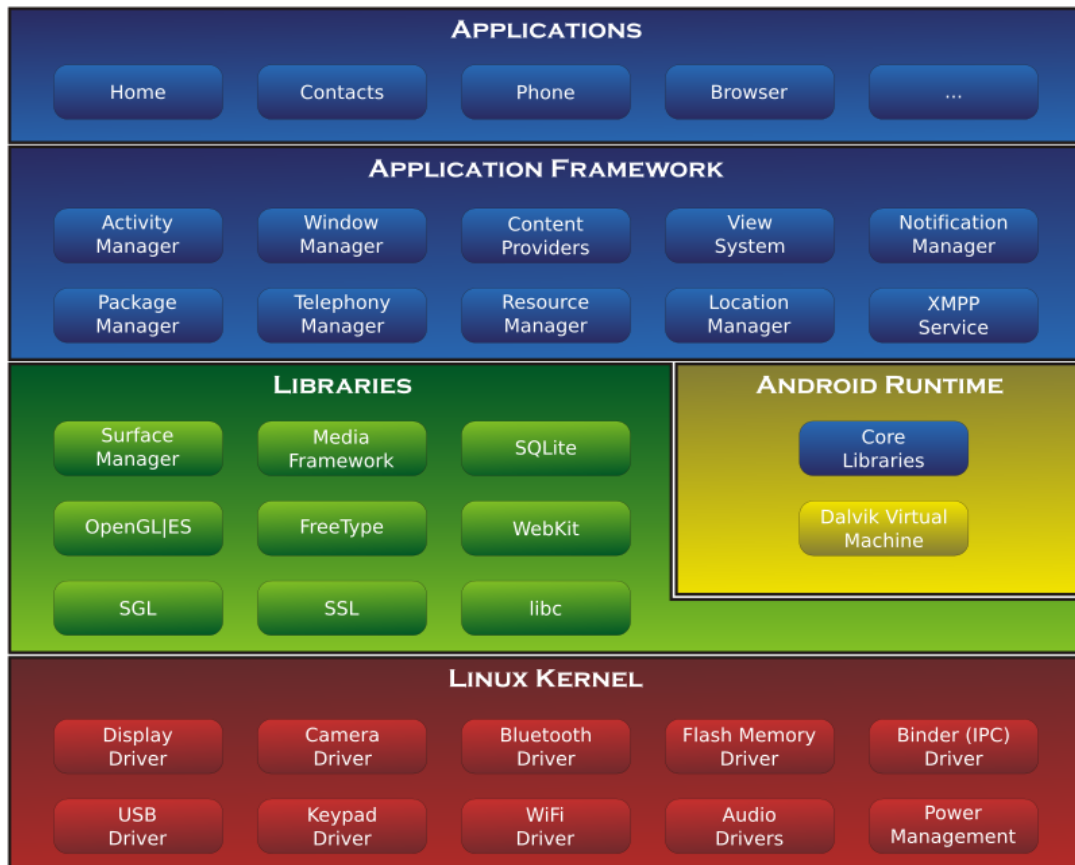 APPLICATIONS
Home
Contacts
Phone
Browser
...
APPLICATION FRAMEWORK
Activity
Manager
Window
Manager
Content
Providers
View
System
Notification
Manager
Package
Manager
Telephony
Manager
Resource
Manager
Location
Manager
XMPP
Service
LIBRARIES
Surface
Manager
Media
Framework
SQLite
OpenGL|ES
FreeType
WebKit
SGL
SSL
libc
ANDROID RUNTIME
Core
Libraries
Dalvik Virtual
Machine
LINUX KERNEL
Display
Driver
Camera
Driver
Bluetooth
Driver
Flash Memory
Driver
Binder (IPC)
Driver
USB
Driver
Keypad
Driver
WiFi
Driver
Audio
Drivers
Power
Management